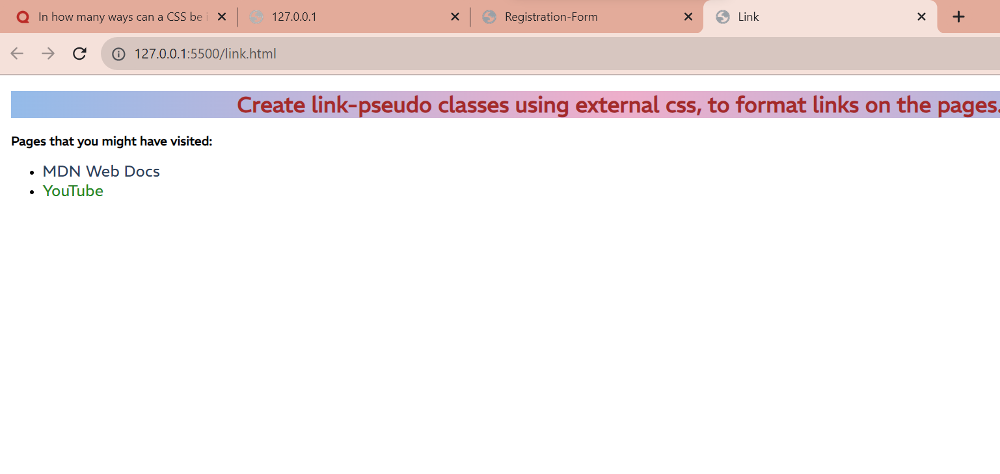 In how many ways can a CSS be i
127.0.0.1
Registration-Form
Link
127.0.0.1:5500/link.html
Create link-pseudo classes using external css, to format links on the pages.
Pages that you might have visited:
MDN Web Docs
YouTube